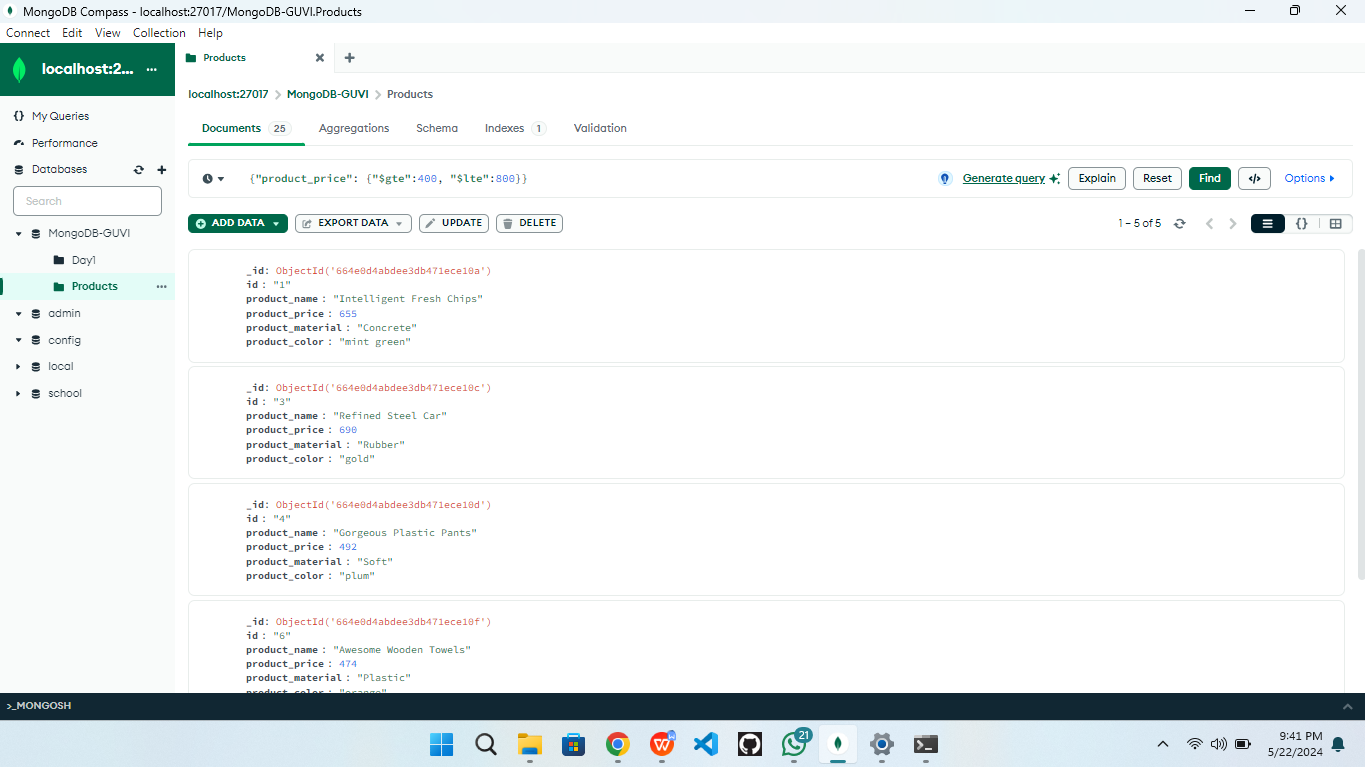 MongoDB Compass - localhost:27017/MongoDB-GUVI.Products
Connect Edit View Collection Help
localhost:2... ...
Products
localhost:27017 > MongoDB-GUVI > Products
{} My Queries
Performance
Databases
Search
MongoDB-GUVI
Day1
Products ...
admin
config
local
school
Documents 25 Aggregations Schema Indexes 1 Validation
{"product_price": {"$gte":400, "$lte":800}}
Generate query Explain Reset Find </> Options
ADD DATA EXPORT DATA UPDATE DELETE
1 – 5 of 5 {}
_id: ObjectId('664e0d4abdee3db471ece10a')
id : "1"
product_name : "Intelligent Fresh Chips"
product_price : 655
product_material : "Concrete"
product_color : "mint green"
_id: ObjectId('664e0d4abdee3db471ece10c')
id : "3"
product_name : "Refined Steel Car"
product_price : 690
product_material : "Rubber"
product_color : "gold"
_id: ObjectId('664e0d4abdee3db471ece10d')
id : "4"
product_name : "Gorgeous Plastic Pants"
product_price : 492
product_material : "Soft"
product_color : "plum"
_id: ObjectId('664e0d4abdee3db471ece10f')
id : "6"
product_name : "Awesome Wooden Towels"
product_price : 474
product_material : "Plastic"
product_color : "orange"
>_MONGOSH
W
21
9:41 PM
5/22/2024